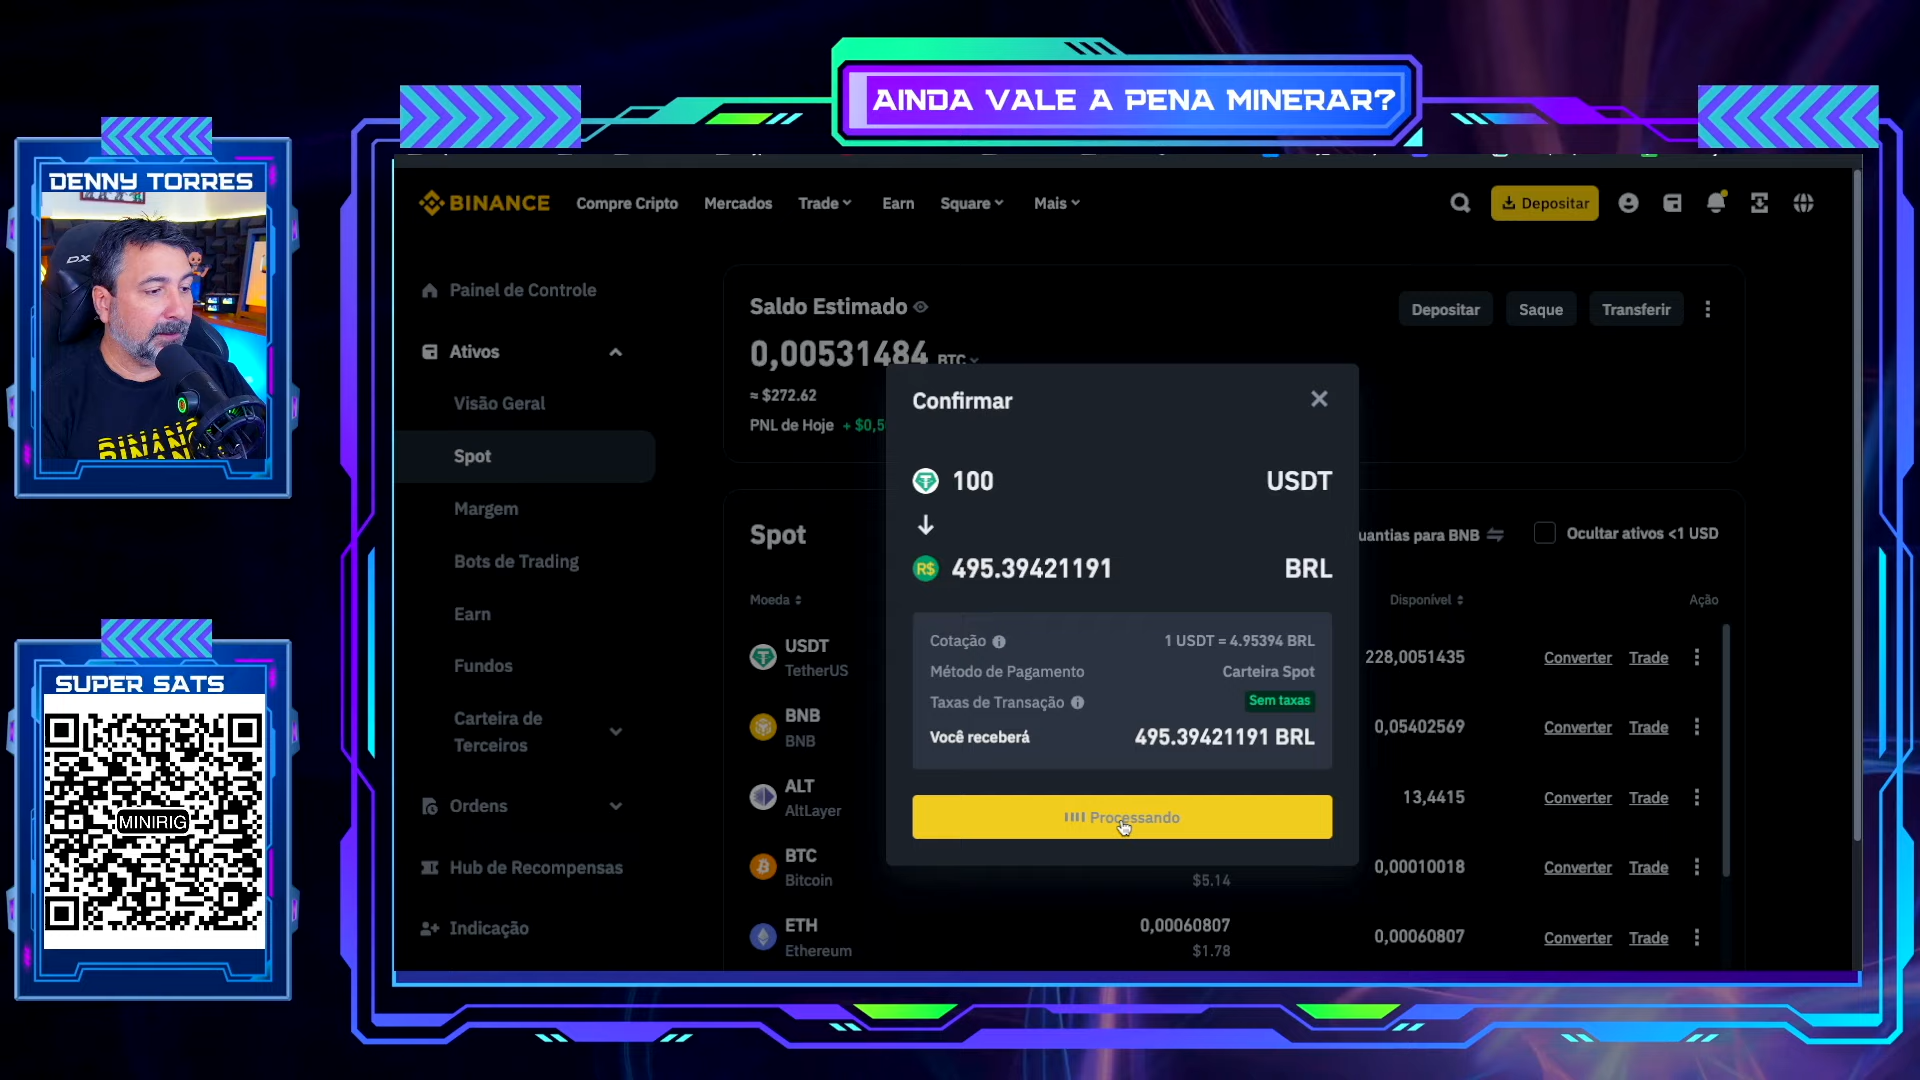 AINDA VALE A PENA MINERAR?
DENNY TORRES
DX
BINANC
SUPER SATS
MINIRIG
BINANCE
Compre Cripto
Mercados
Trade
Earn
Square
Mais
Depositar
Painel de Controle
Ativos
Visão Geral
Spot
Margem
Bots de Trading
Earn
Fundos
Carteira de
Terceiros
Ordens
Hub de Recompensas
Indicação
Saldo Estimado
Depositar
Saque
Transferir
0,00531484 BTC
≈ $272.62
PNL de Hoje + $0,5
Spot
uantias para BNB
Ocultar ativos <1 USD
Moeda
Disponível
Ação
USDT
TetherUS
228,0051435
Converter Trade
BNB
BNB
0,05402569
Converter Trade
ALT
AltLayer
13,4415
Converter Trade
BTC
Bitcoin
$5.14
0,00010018
Converter Trade
ETH
Ethereum
0,00060807
$1.78
0,00060807
Converter Trade
Confirmar
100 USDT
R$ 495.39421191 BRL
Cotação 1 USDT = 4.95394 BRL
Método de Pagamento Carteira Spot
Taxas de Transação Sem taxas
Você receberá 495.39421191 BRL
Processando